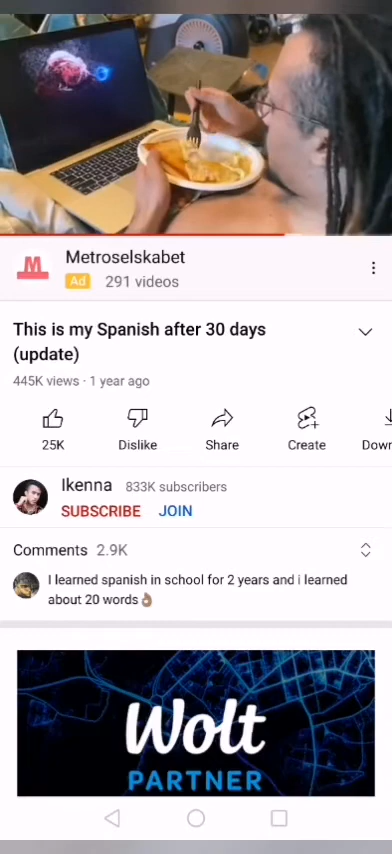 M
Metroselskabet
Ad 291 videos
This is my Spanish after 30 days
(update)
445K views · 1 year ago
25K
Dislike
Share
Create
Down
Ikenna 833K subscribers
SUBSCRIBE JOIN
Comments 2.9K
I learned spanish in school for 2 years and i learned
about 20 words👌🏽
Wolt
PARTNER